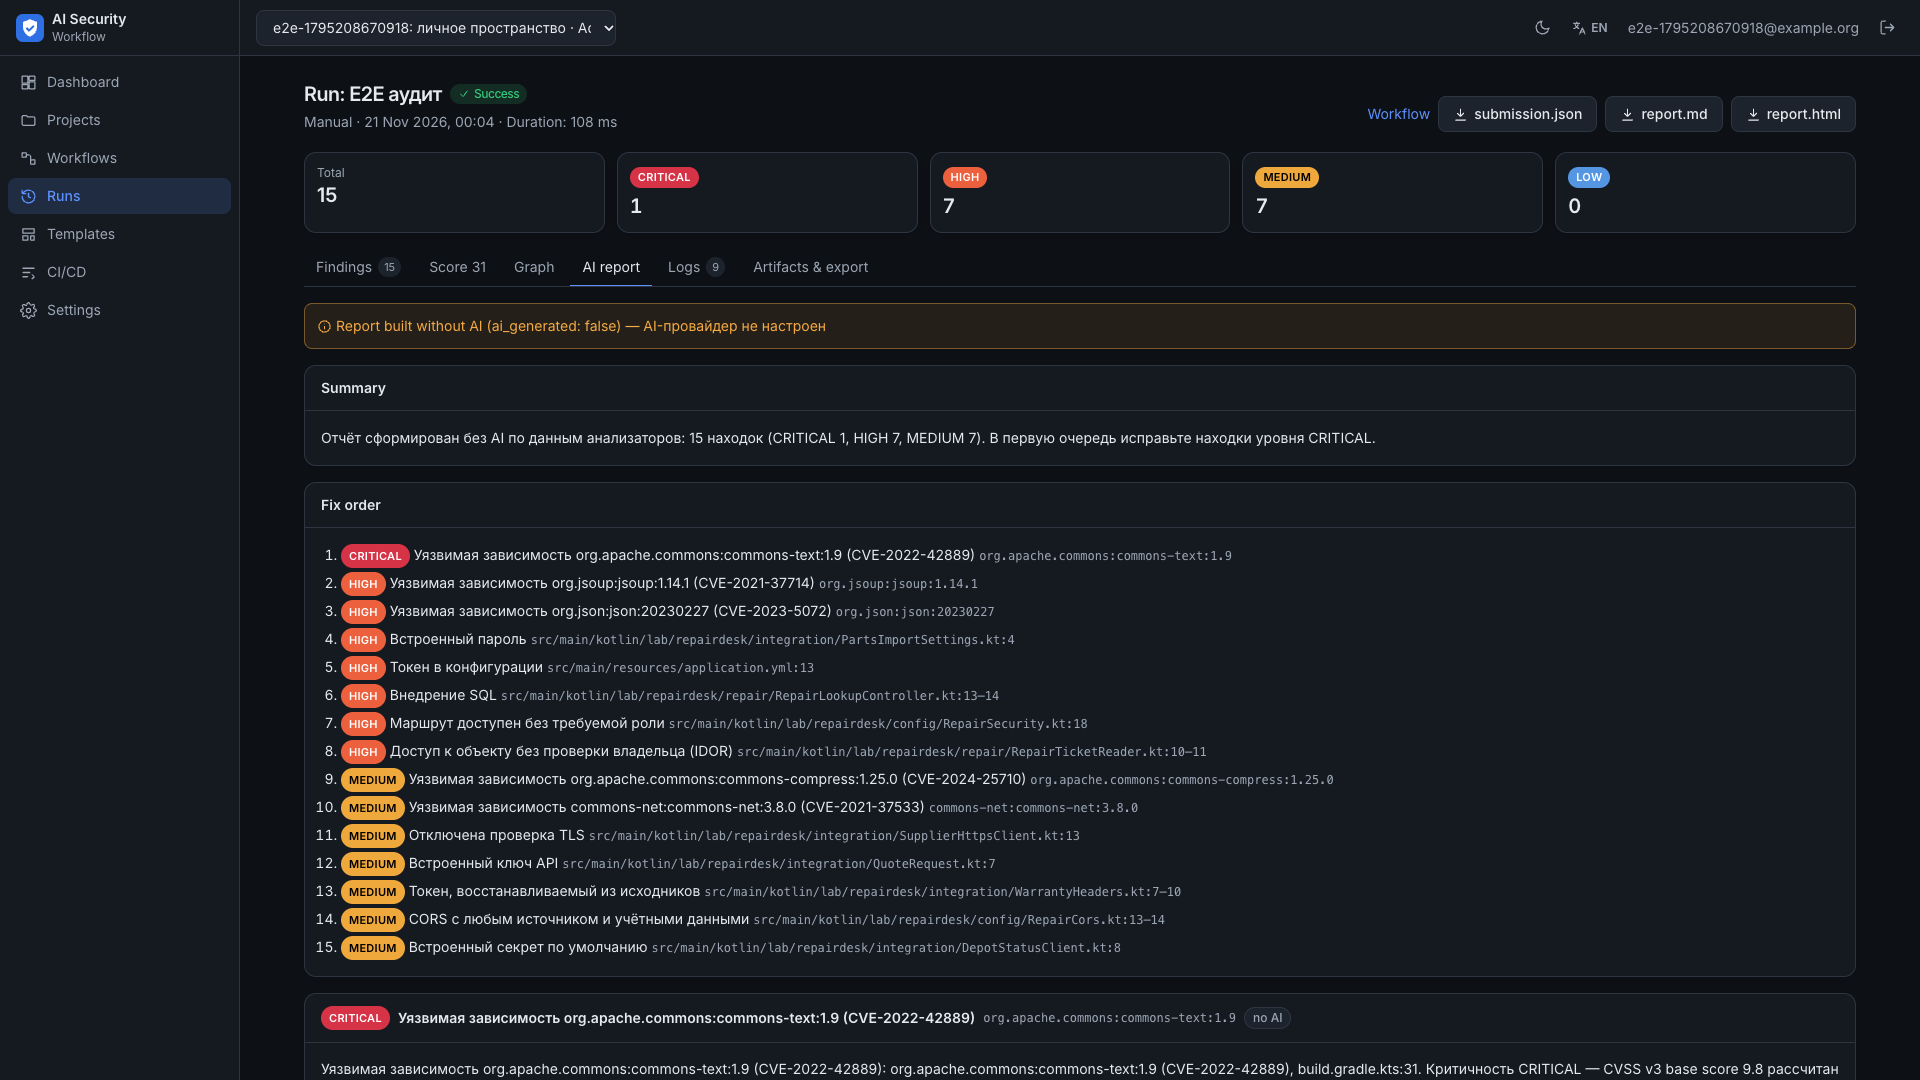 AI Security
Workflow
e2e-1795208670918: личное пространство · Ac
EN
e2e-1795208670918@example.org
Dashboard
Projects
Workflows
Runs
Templates
CI/CD
Settings
Run: E2E аудит
Success
Manual · 21 Nov 2026, 00:04 · Duration: 108 ms
Workflow
submission.json
report.md
report.html
Total
15
CRITICAL
1
HIGH
7
MEDIUM
7
LOW
0
Findings 15
Score 31
Graph
AI report
Logs 9
Artifacts & export
Report built without AI (ai_generated: false) — AI-провайдер не настроен
Summary
Отчёт сформирован без AI по данным анализаторов: 15 находок (CRITICAL 1, HIGH 7, MEDIUM 7). В первую очередь исправьте находки уровня CRITICAL.
Fix order
1. CRITICAL Уязвимая зависимость org.apache.commons:commons-text:1.9 (CVE-2022-42889) org.apache.commons:commons-text:1.9
2. HIGH Уязвимая зависимость org.jsoup:jsoup:1.14.1 (CVE-2021-37714) org.jsoup:jsoup:1.14.1
3. HIGH Уязвимая зависимость org.json:json:20230227 (CVE-2023-5072) org.json:json:20230227
4. HIGH Встроенный пароль src/main/kotlin/lab/repairdesk/integration/PartsImportSettings.kt:4
5. HIGH Токен в конфигурации src/main/resources/application.yml:13
6. HIGH Внедрение SQL src/main/kotlin/lab/repairdesk/repair/RepairLookupController.kt:13–14
7. HIGH Маршрут доступен без требуемой роли src/main/kotlin/lab/repairdesk/config/RepairSecurity.kt:18
8. HIGH Доступ к объекту без проверки владельца (IDOR) src/main/kotlin/lab/repairdesk/repair/RepairTicketReader.kt:10–11
9. MEDIUM Уязвимая зависимость org.apache.commons:commons-compress:1.25.0 (CVE-2024-25710) org.apache.commons:commons-compress:1.25.0
10. MEDIUM Уязвимая зависимость commons-net:commons-net:3.8.0 (CVE-2021-37533) commons-net:commons-net:3.8.0
11. MEDIUM Отключена проверка TLS src/main/kotlin/lab/repairdesk/integration/SupplierHttpsClient.kt:13
12. MEDIUM Встроенный ключ API src/main/kotlin/lab/repairdesk/integration/QuoteRequest.kt:7
13. MEDIUM Токен, восстанавливаемый из исходников src/main/kotlin/lab/repairdesk/integration/WarrantyHeaders.kt:7–10
14. MEDIUM CORS с любым источником и учётными данными src/main/kotlin/lab/repairdesk/config/RepairCors.kt:13–14
15. MEDIUM Встроенный секрет по умолчанию src/main/kotlin/lab/repairdesk/integration/DepotStatusClient.kt:8
CRITICAL Уязвимая зависимость org.apache.commons:commons-text:1.9 (CVE-2022-42889) org.apache.commons:commons-text:1.9 no AI
Уязвимая зависимость org.apache.commons:commons-text:1.9 (CVE-2022-42889): org.apache.commons:commons-text:1.9 (CVE-2022-42889), build.gradle.kts:31. Критичность CRITICAL — CVSS v3 base score 9.8 рассчитан